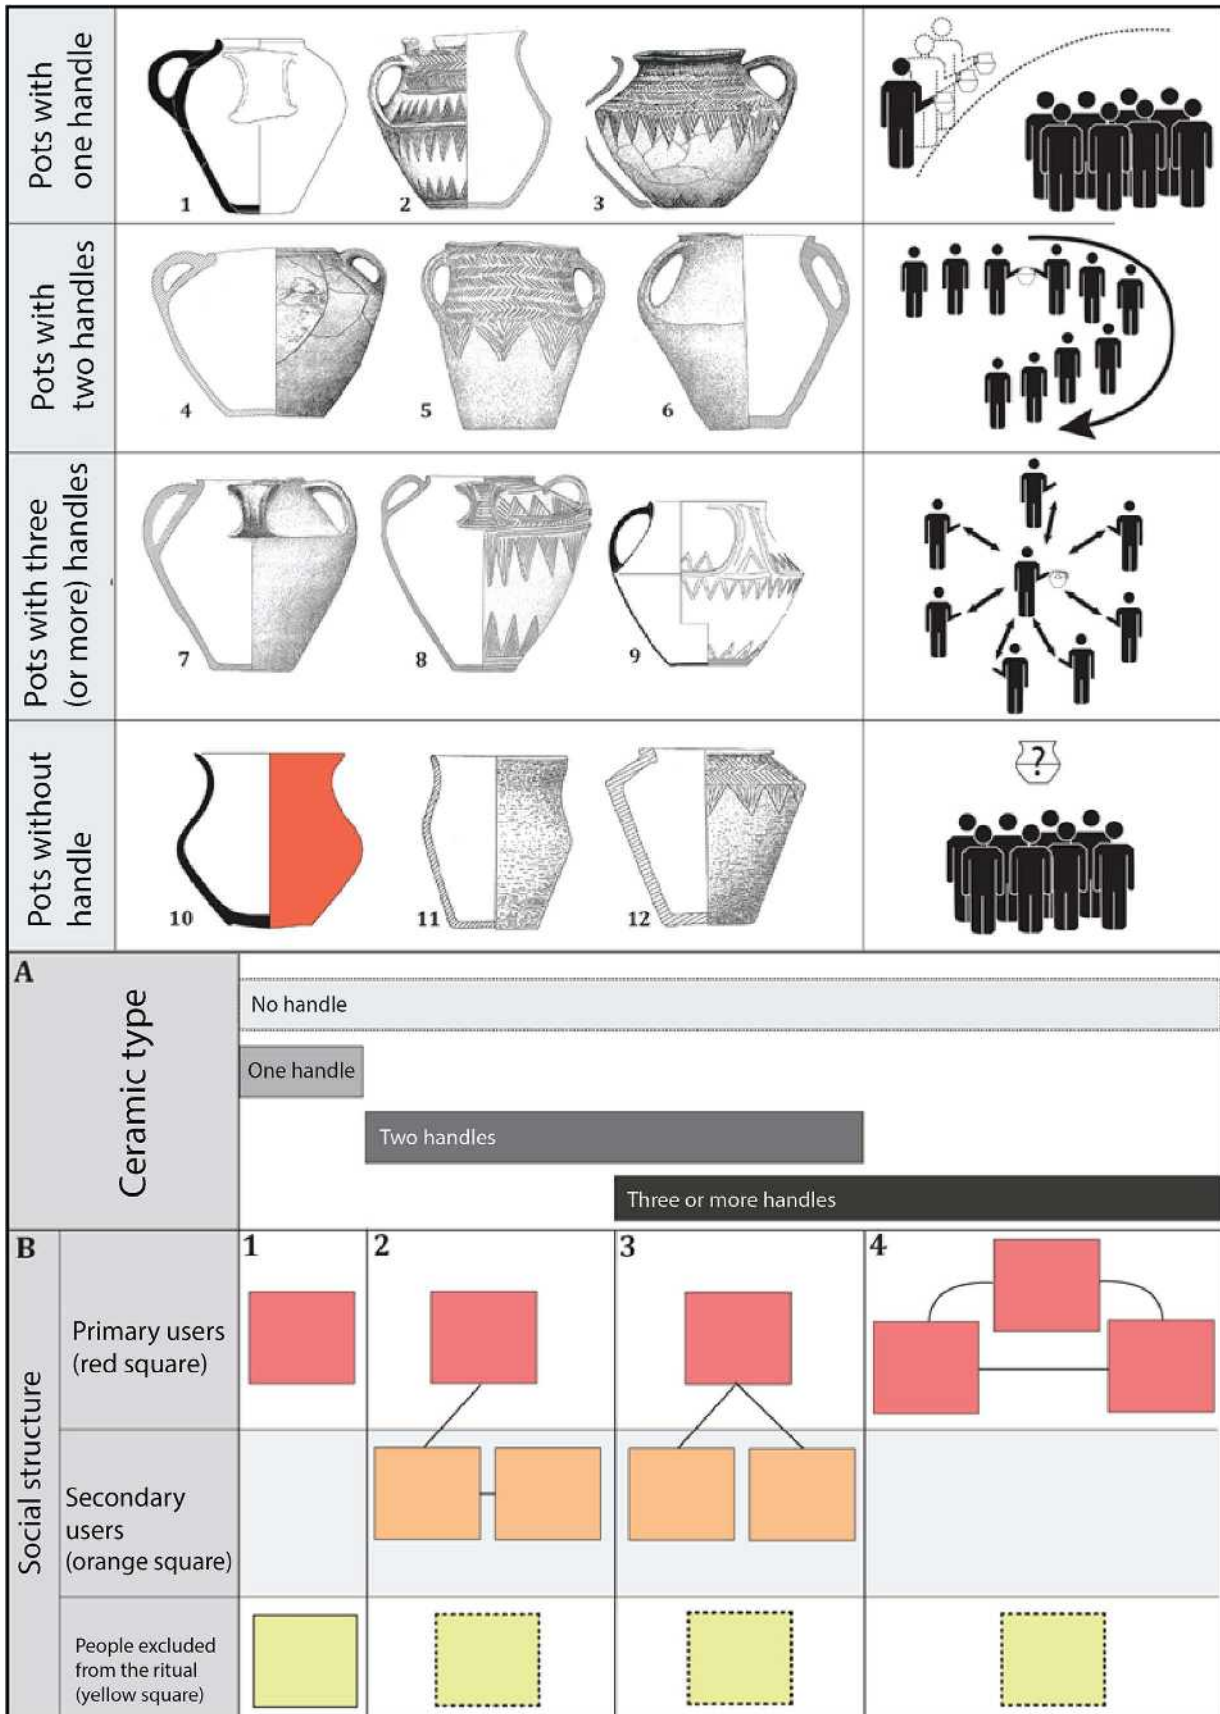 Pots with
one handle
1
2
3
Pots with
two handles
4
5
6
Pots with three
(or more) handles
7
8
9
Pots without
handle
?
10
11
12
A
Ceramic type
No handle
One handle
Two handles
Three or more handles
B
Social structure
1
2
3
4
Primary users
(red square)
Secondary
users
(orange square)
People excluded
from the ritual
(yellow square)